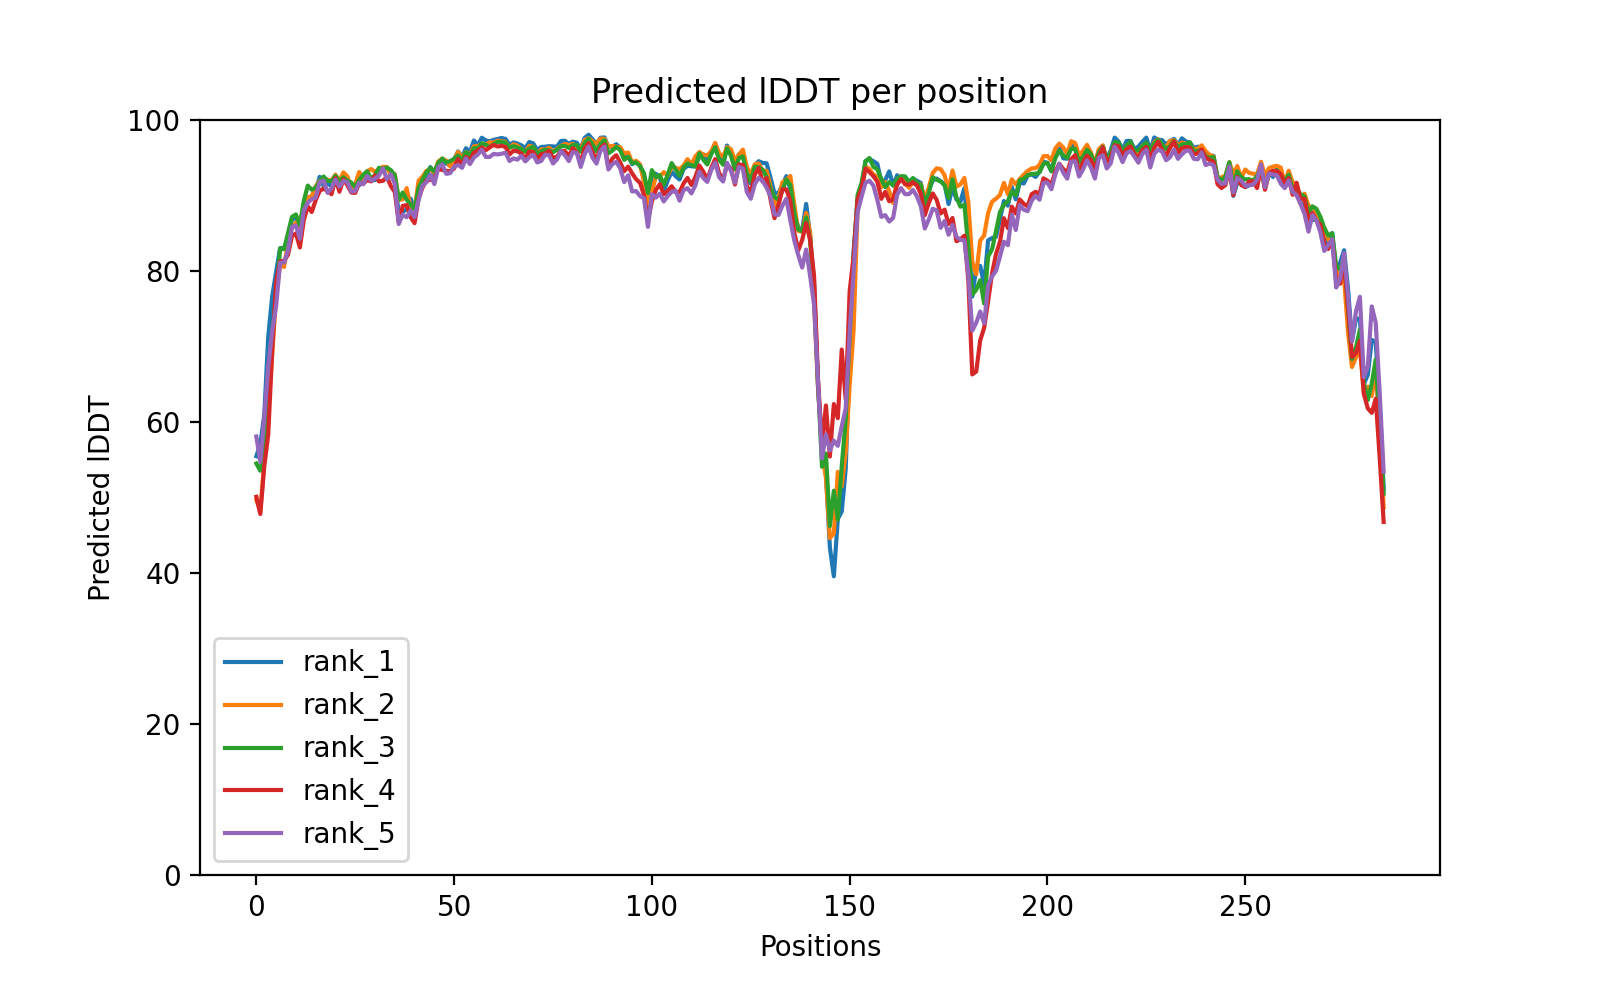 Predicted lDDT per position
100
80
60
40
20
0
Predicted lDDT
rank_1
rank_2
rank_3
rank_4
rank_5
0 50 100 150 200 250
Positions